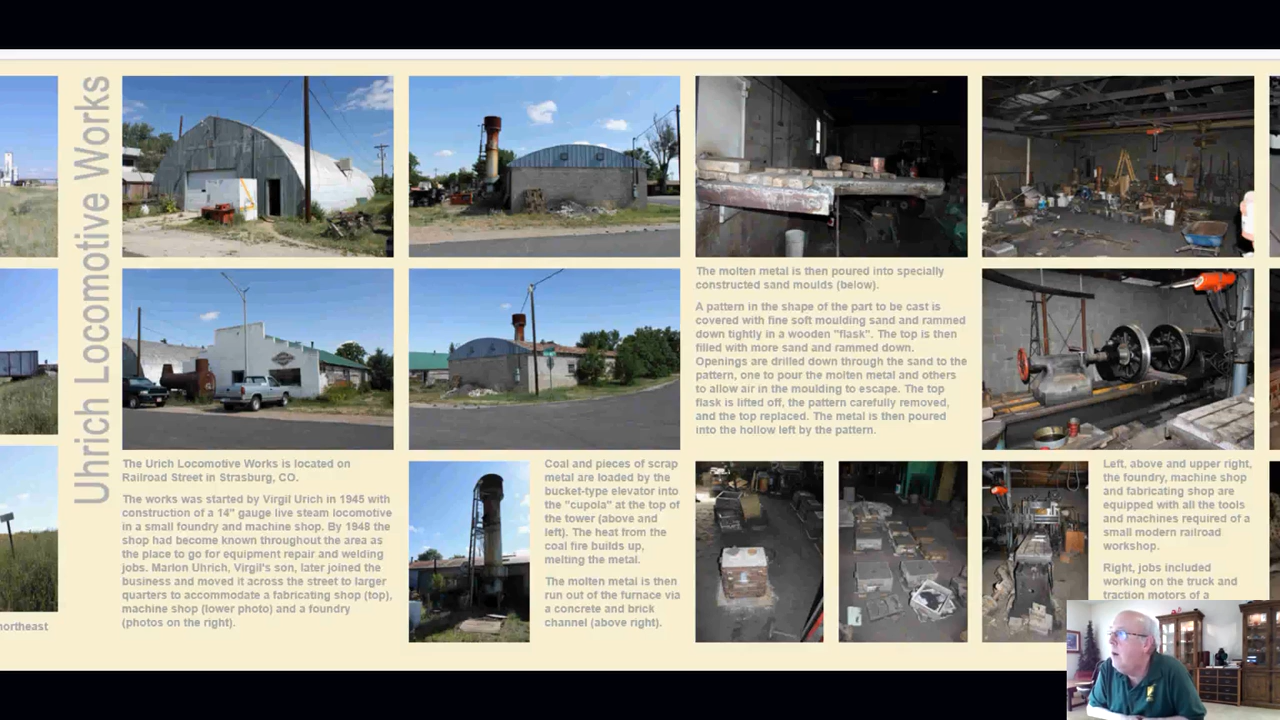 Uhrich Locomotive Works
The Urich Locomotive Works is located on
Railroad Street in Strasburg, CO.
The works was started by Virgil Urich in 1945 with
construction of a 14" gauge live steam locomotive
in a small foundry and machine shop. By 1948 the
shop had become known throughout the area as
the place to go for equipment repair and welding
jobs. Marlon Uhrich, Virgil's son, later joined the
business and moved it across the street to larger
quarters to accommodate a fabricating shop (top),
machine shop (lower photo) and a foundry
(photos on the right).
Coal and pieces of scrap
metal are loaded by the
bucket-type elevator into
the "cupola" at the top of
the tower (above and
left). The heat from the
coal fire builds up,
melting the metal.
The molten metal is then
run out of the furnace via
a concrete and brick
channel (above right).
The molten metal is then poured into specially
constructed sand moulds (below).
A pattern in the shape of the part to be cast is
covered with fine soft moulding sand and rammed
down tightly in a wooden "flask". The top is then
filled with more sand and rammed down.
Openings are drilled down through the sand to the
pattern, one to pour the molten metal and others
to allow air in the moulding to escape. The top
flask is lifted off, the pattern carefully removed,
and the top replaced. The metal is then poured
into the hollow left by the pattern.
Left, above and upper right,
the foundry, machine shop
and fabricating shop are
equipped with all the tools
and machines required of a
small modern railroad
workshop.
Right, jobs included
working on the truck and
traction motors of a
northeast